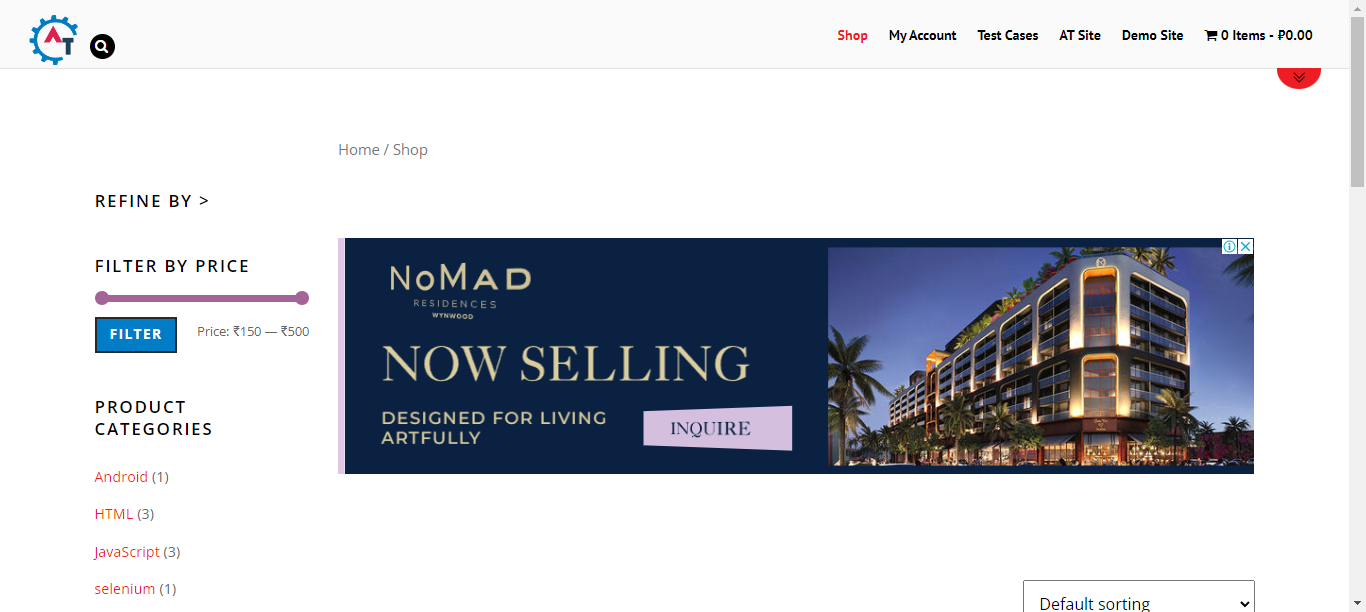 AT
Shop
My Account
Test Cases
AT Site
Demo Site
0 Items - ₽0.00
Home / Shop
REFINE BY >
FILTER BY PRICE
FILTER
Price: ₹150 — ₹500
PRODUCT
CATEGORIES
Android (1)
HTML (3)
JavaScript (3)
selenium (1)
NOMAD
RESIDENCES
WYNWOOD
NOW SELLING
DESIGNED FOR LIVING
ARTFULLY
INQUIRE
Default sorting